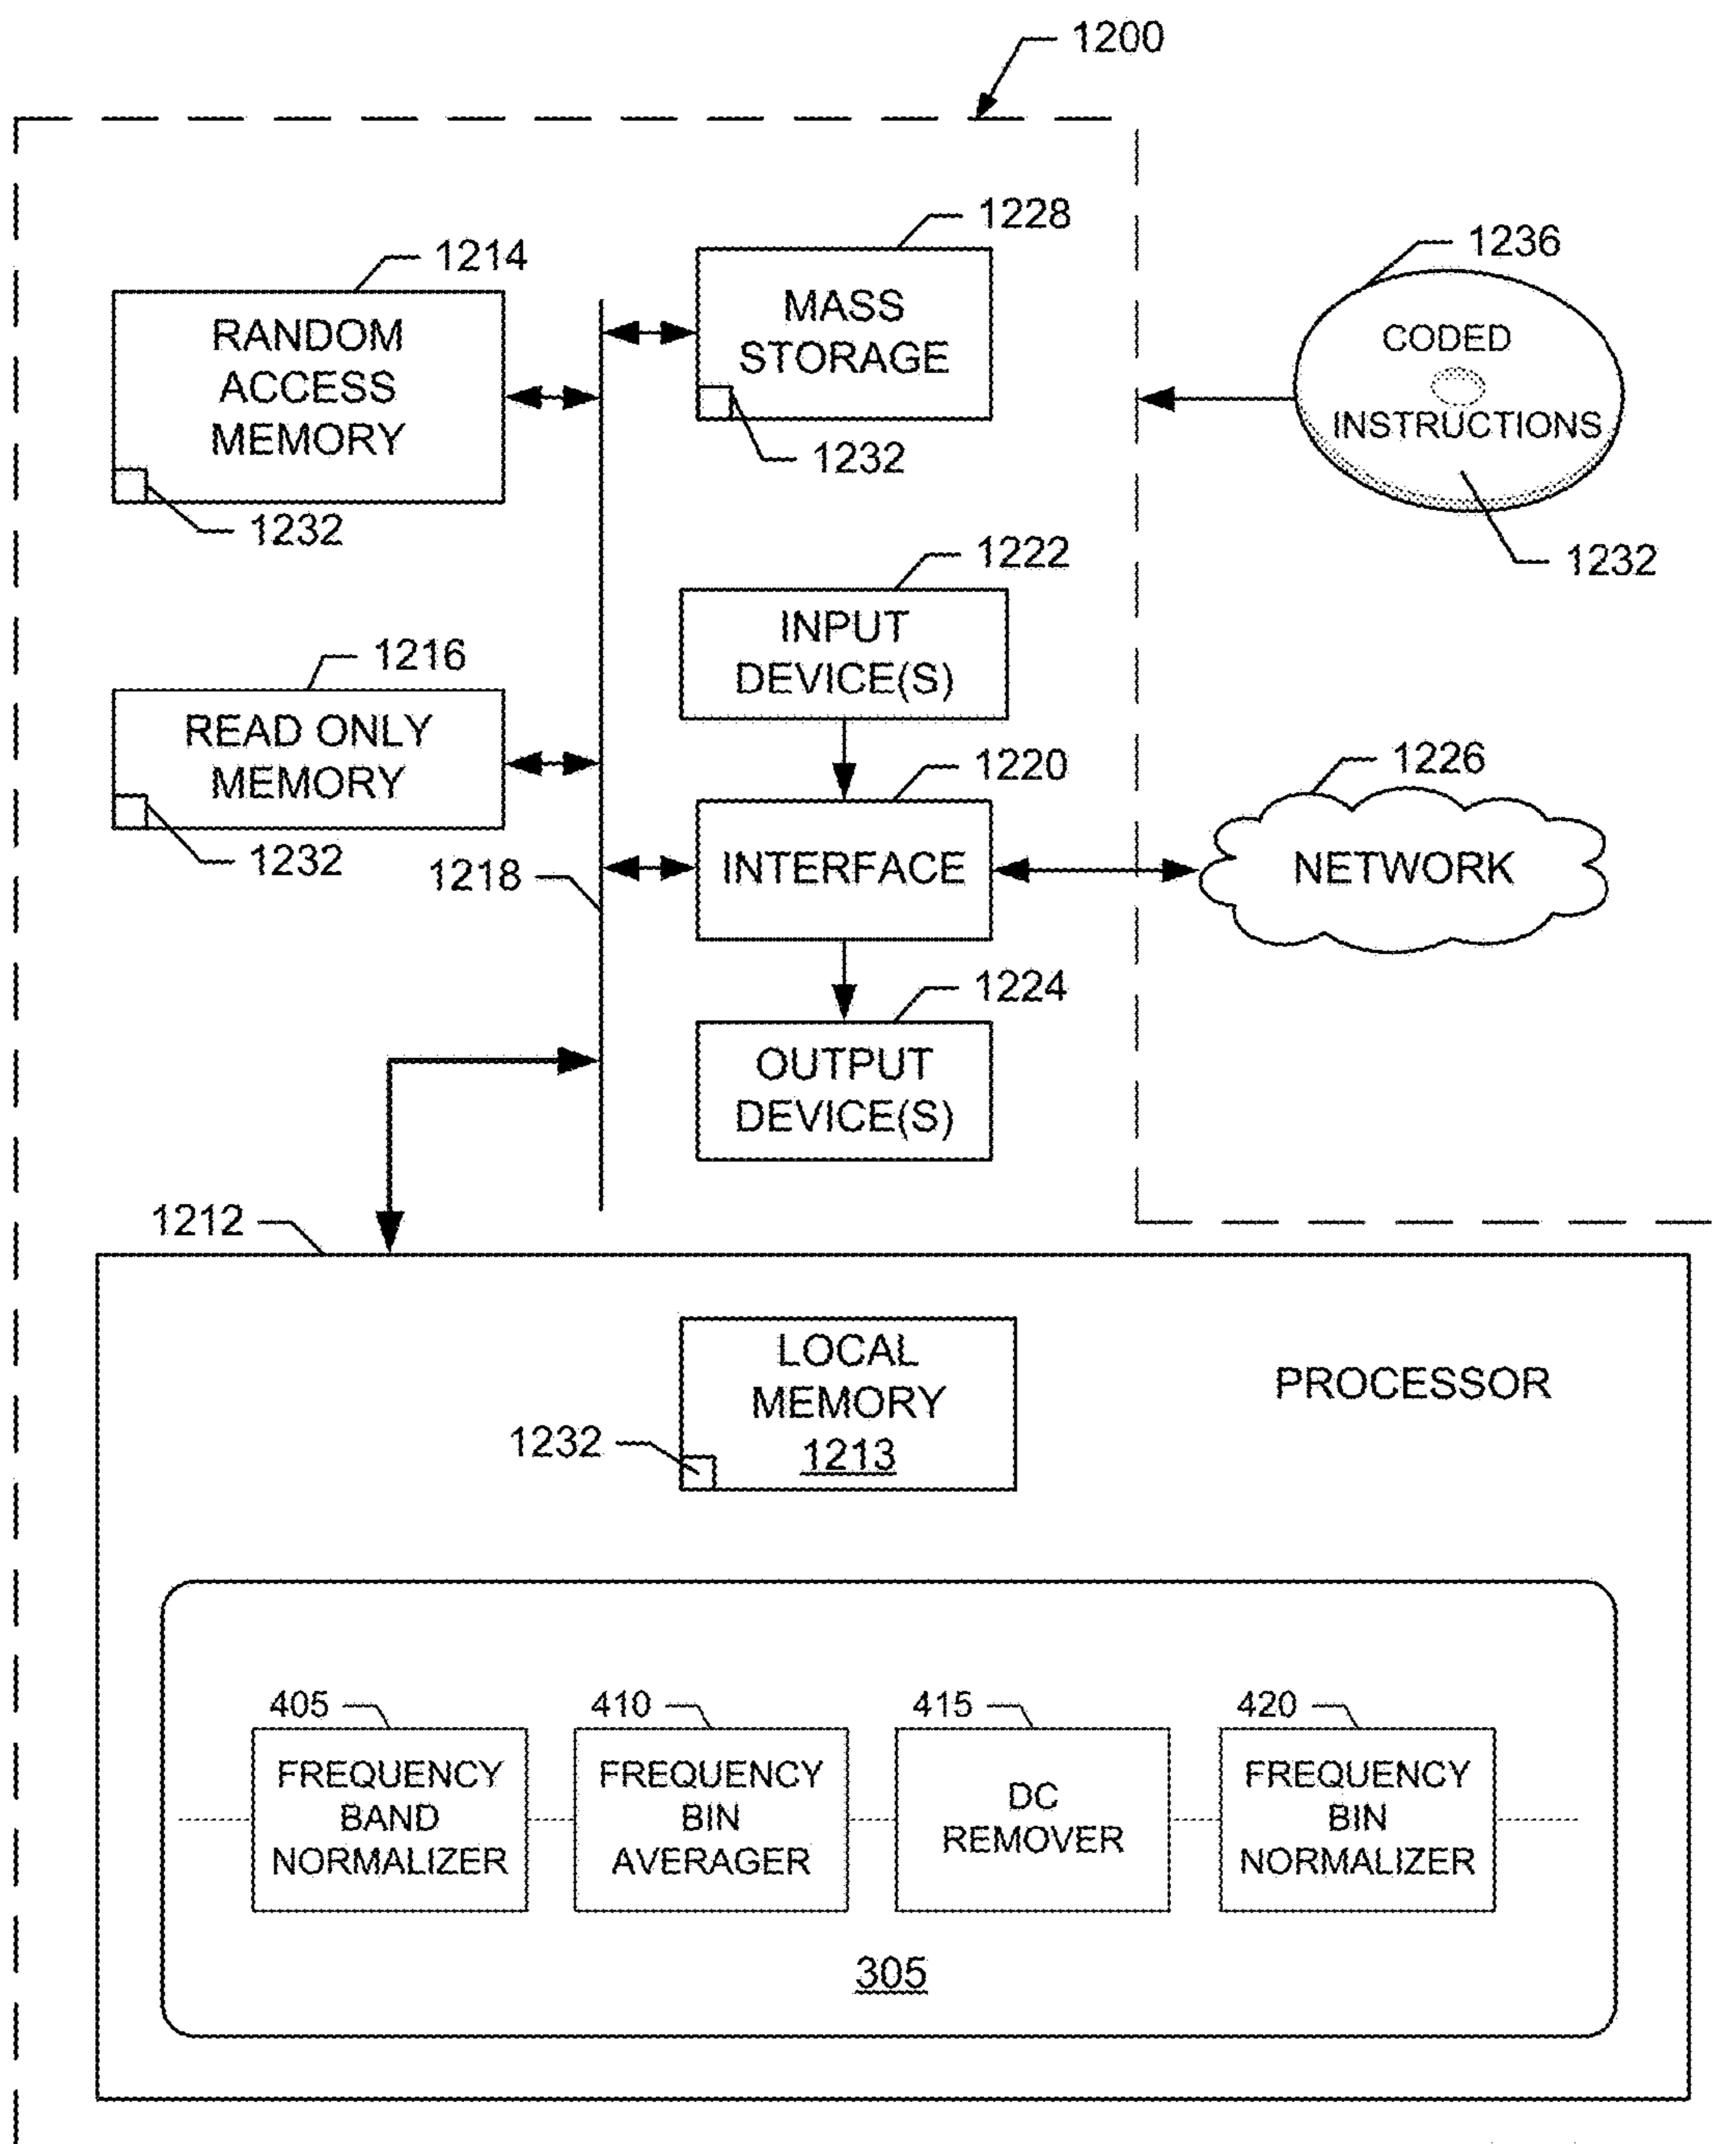 1200
1228
1214
1236
MASS
STORAGE
RANDOM
ACCESS
MEMORY
CODED
INSTRUCTIONS
1232
1232
1232
1222
INPUT
DEVICE(S)
1216
READ ONLY
MEMORY
1220
1226
1232
1218
INTERFACE
NETWORK
1224
OUTPUT
DEVICE(S)
1212
LOCAL
MEMORY
1213
1232
PROCESSOR
405
410
415
420
FREQUENCY
BAND
NORMALIZER
FREQUENCY
BIN
AVERAGER
DC
REMOVER
FREQUENCY
BIN
NORMALIZER
305